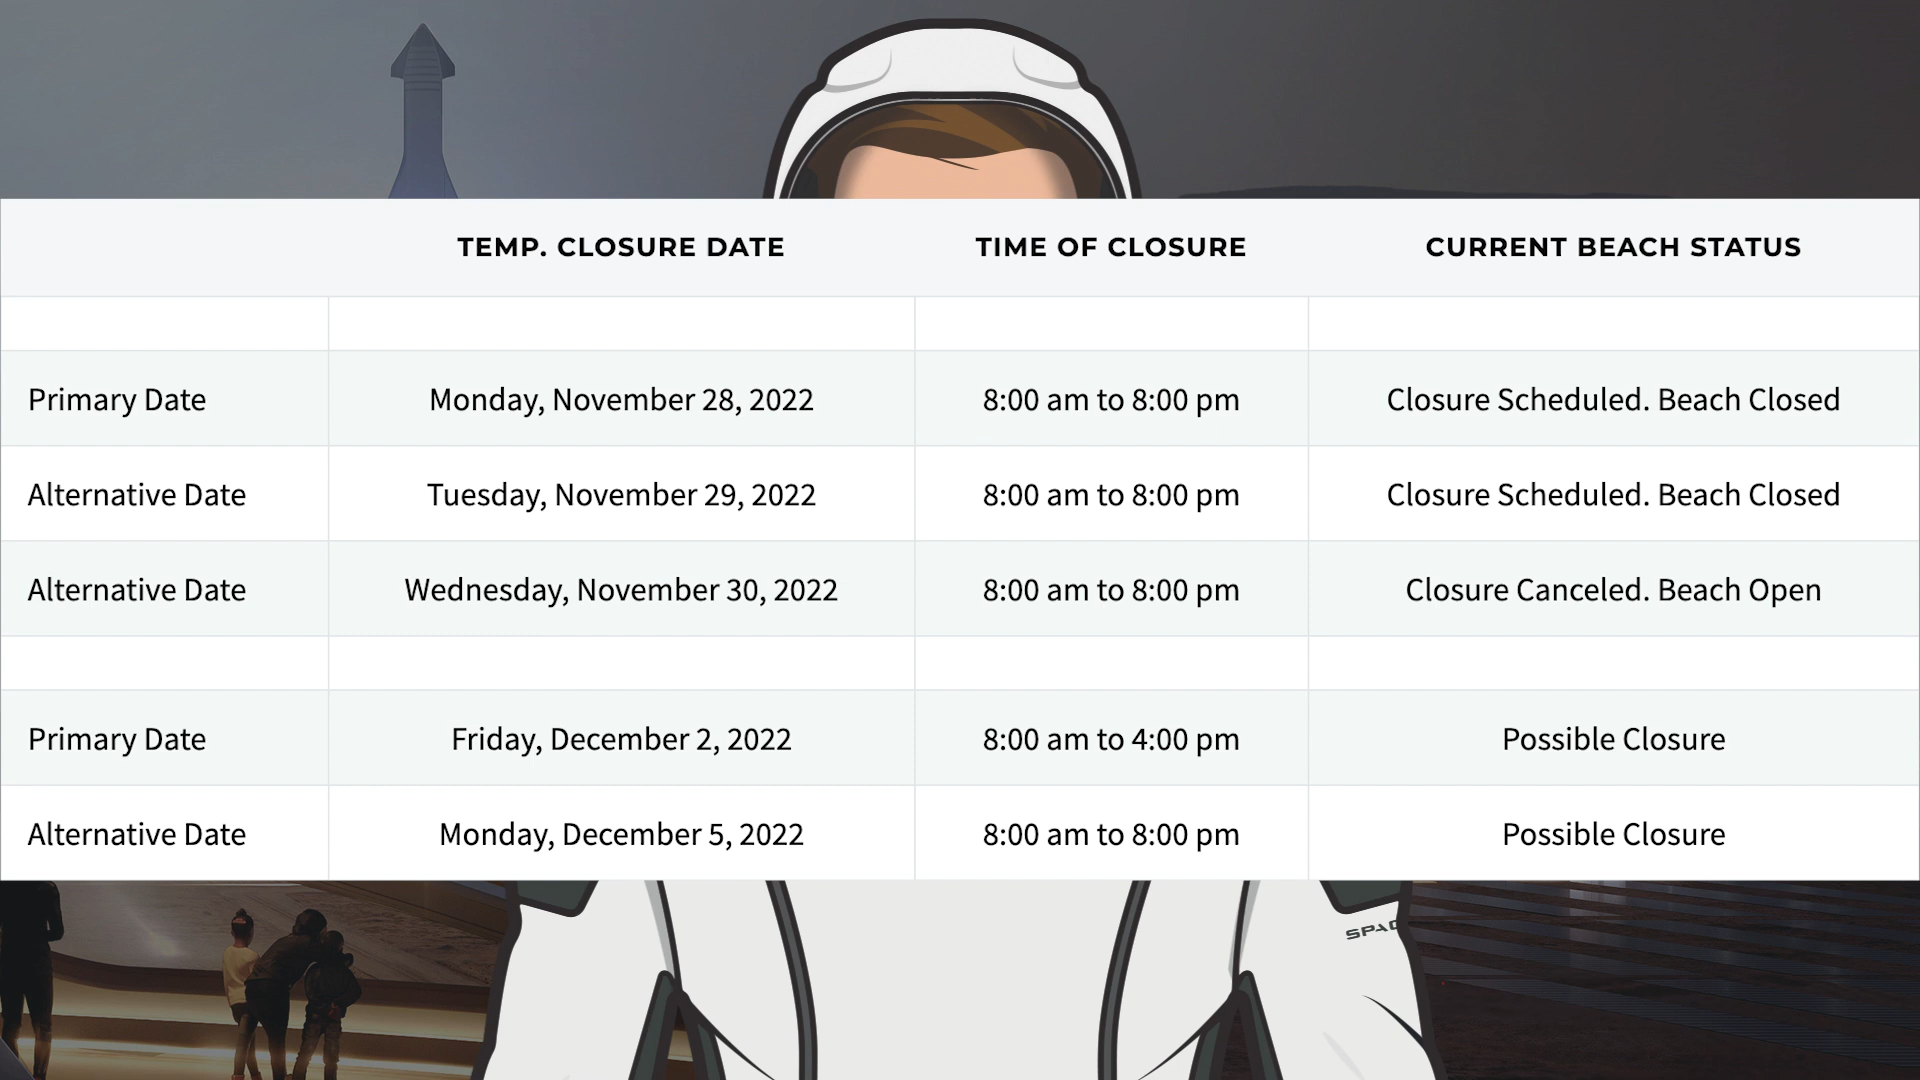 TEMP. CLOSURE DATE TIME OF CLOSURE CURRENT BEACH STATUS
Primary Date Monday, November 28, 2022 8:00 am to 8:00 pm Closure Scheduled. Beach Closed
Alternative Date Tuesday, November 29, 2022 8:00 am to 8:00 pm Closure Scheduled. Beach Closed
Alternative Date Wednesday, November 30, 2022 8:00 am to 8:00 pm Closure Canceled. Beach Open
Primary Date Friday, December 2, 2022 8:00 am to 4:00 pm Possible Closure
Alternative Date Monday, December 5, 2022 8:00 am to 8:00 pm Possible Closure
SPAC